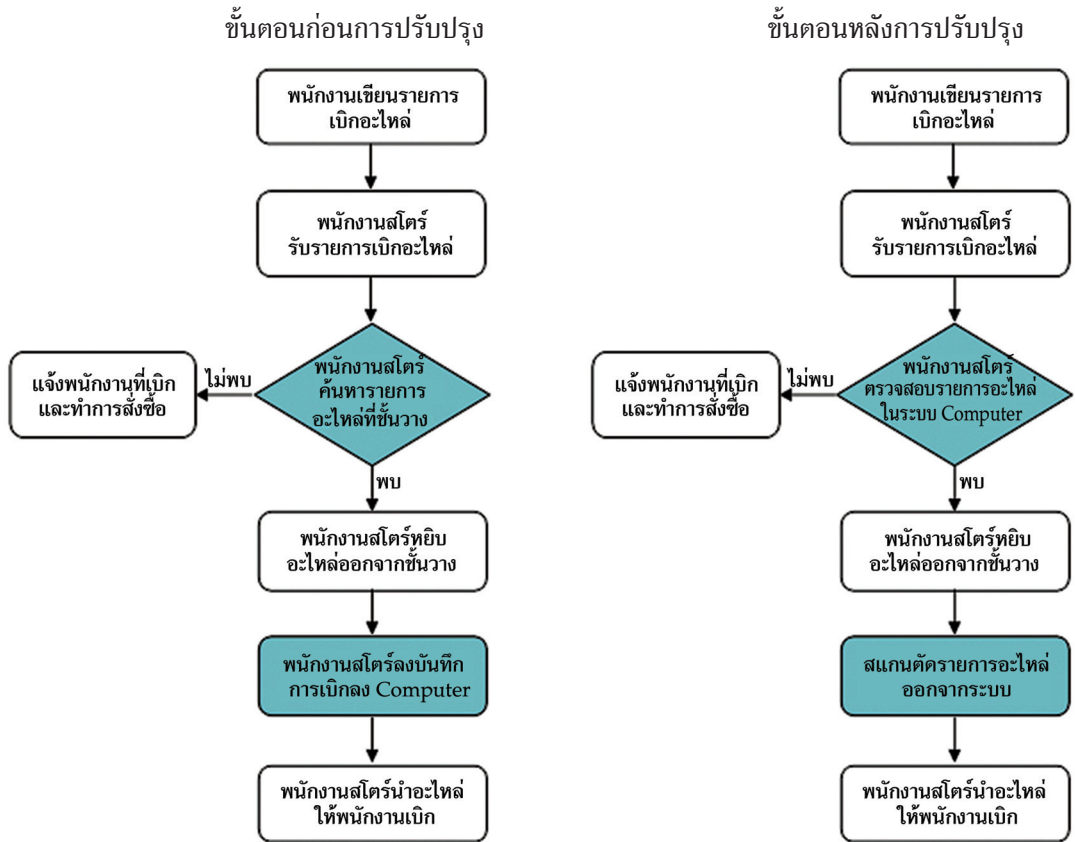 ขั้นตอนก่อนการปรับปรุง
พนักงานเขียนรายการ
เบิกอะไหล่
พนักงานสโตร์
รับรายการเบิกอะไหล่
พนักงานสโตร์
ค้นหารายการ
อะไหล่ที่ชั้นวาง
ไม่พบ
แจ้งพนักงานที่เบิก
และทำการสั่งซื้อ
พบ
พนักงานสโตร์หยิบ
อะไหล่ออกจากชั้นวาง
พนักงานสโตร์ลงบันทึก
การเบิกลง Computer
พนักงานสโตร์นำอะไหล่
ให้พนักงานเบิก
ขั้นตอนหลังการปรับปรุง
พนักงานเขียนรายการ
เบิกอะไหล่
พนักงานสโตร์
รับรายการเบิกอะไหล่
พนักงานสโตร์
ตรวจสอบรายการอะไหล่
ในระบบ Computer
ไม่พบ
แจ้งพนักงานที่เบิก
และทำการสั่งซื้อ
พบ
พนักงานสโตร์หยิบ
อะไหล่ออกจากชั้นวาง
สแกนตัดรายการอะไหล่
ออกจากระบบ
พนักงานสโตร์นำอะไหล่
ให้พนักงานเบิก